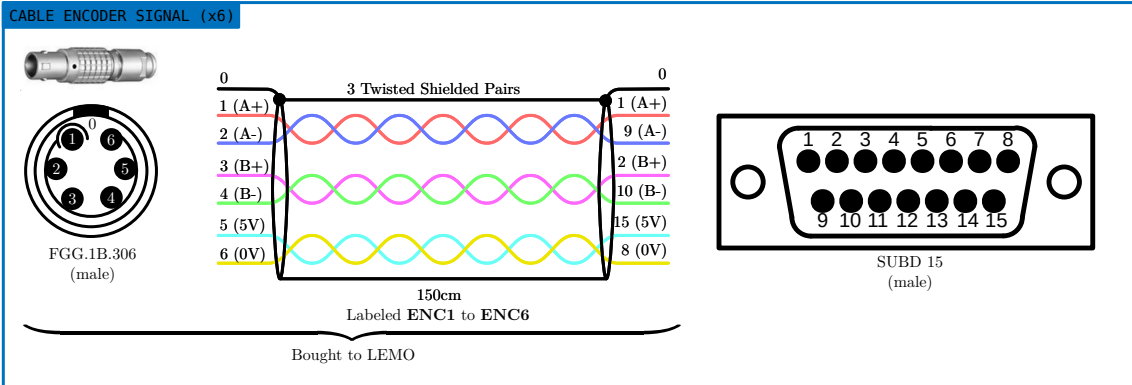 CABLE ENCODER SIGNAL (x6)
0
1
6
2
5
3
4
FGG.1B.306
(male)
0
0
3 Twisted Shielded Pairs
1 (A+)
1 (A+)
2 (A-)
9 (A-)
3 (B+)
2 (B+)
4 (B-)
10 (B-)
5 (5V)
15 (5V)
6 (0V)
8 (0V)
150cm
Labeled ENC1 to ENC6
Bought to LEMO
1 2 3 4 5 6 7 8
9 10 11 12 13 14 15
SUBD 15
(male)